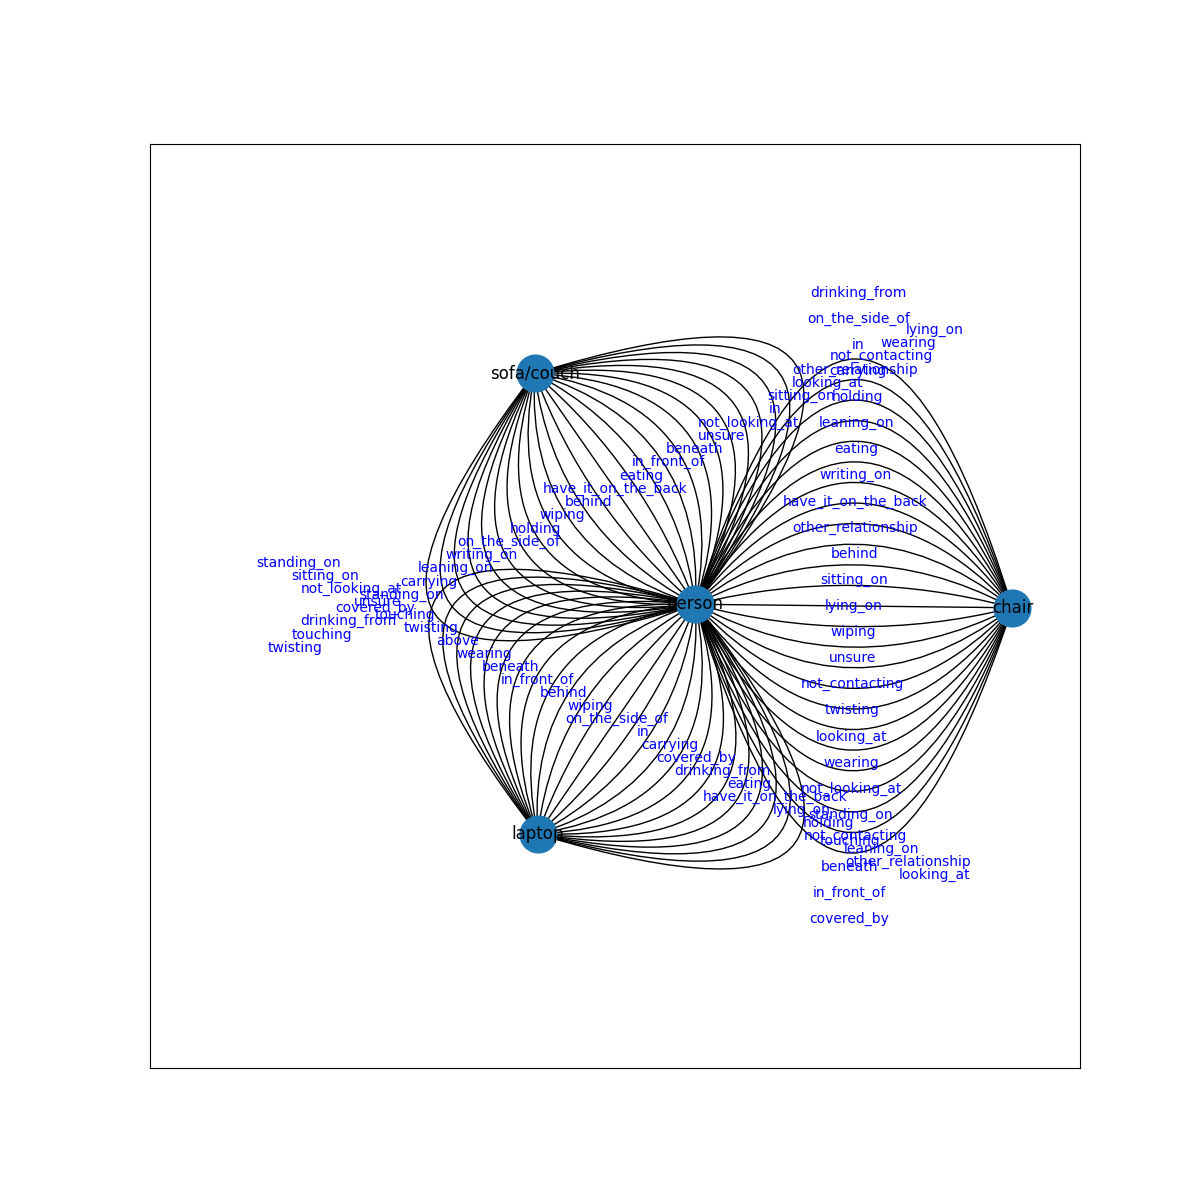 drinking_from
on_the_side_of
lying_on
wearing
in
not_contacting
other_relationship
carrying
sofa/couch
looking_at
sitting_on
holding
in
not_looking_at
leaning_on
unsure
beneath
eating
in_front_of
eating
writing_on
have_it_on_the_back
behind
have_it_on_the_back
wiping
holding
other_relationship
on_the_side_of
writing_on
behind
standing_on
leaning_on
sitting_on
carrying
sitting_on
not_looking_at
standing_on
unsure
covered_by
person
lying_on
chair
touching
drinking_from
twisting
wiping
touching
above
twisting
wearing
unsure
beneath
in_front_of
not_contacting
behind
wiping
twisting
on_the_side_of
in
looking_at
carrying
covered_by
wearing
drinking_from
eating
not_looking_at
have_it_on_the_back
lying_on
standing_on
holding
laptop
not_contacting
touching
leaning_on
other_relationship
beneath
looking_at
in_front_of
covered_by